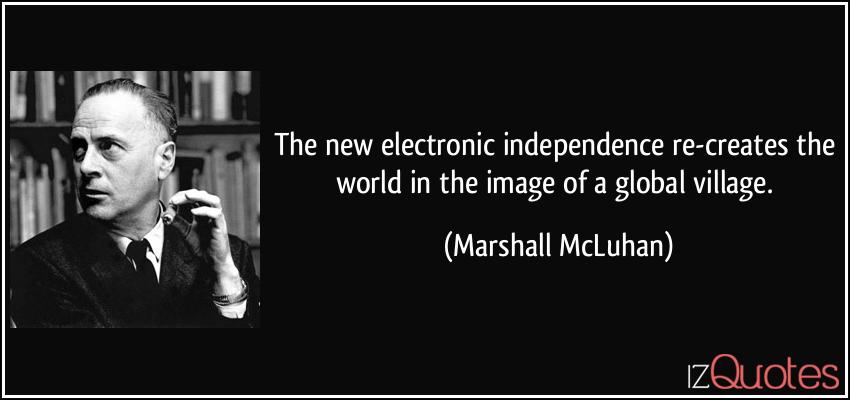 The new electronic independence re-creates the
world in the image of a global village.
(Marshall McLuhan)
IZQuotes